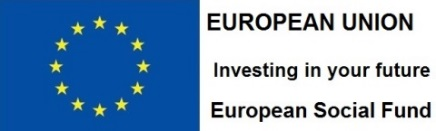 EUROPEAN UNION
Investing in your future
European Social Fund